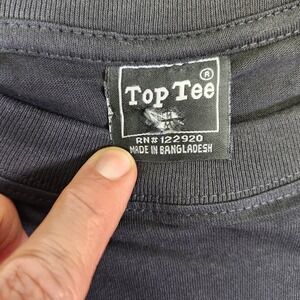 Top Tee ®
RN# 122920
MADE IN BANGLADESH